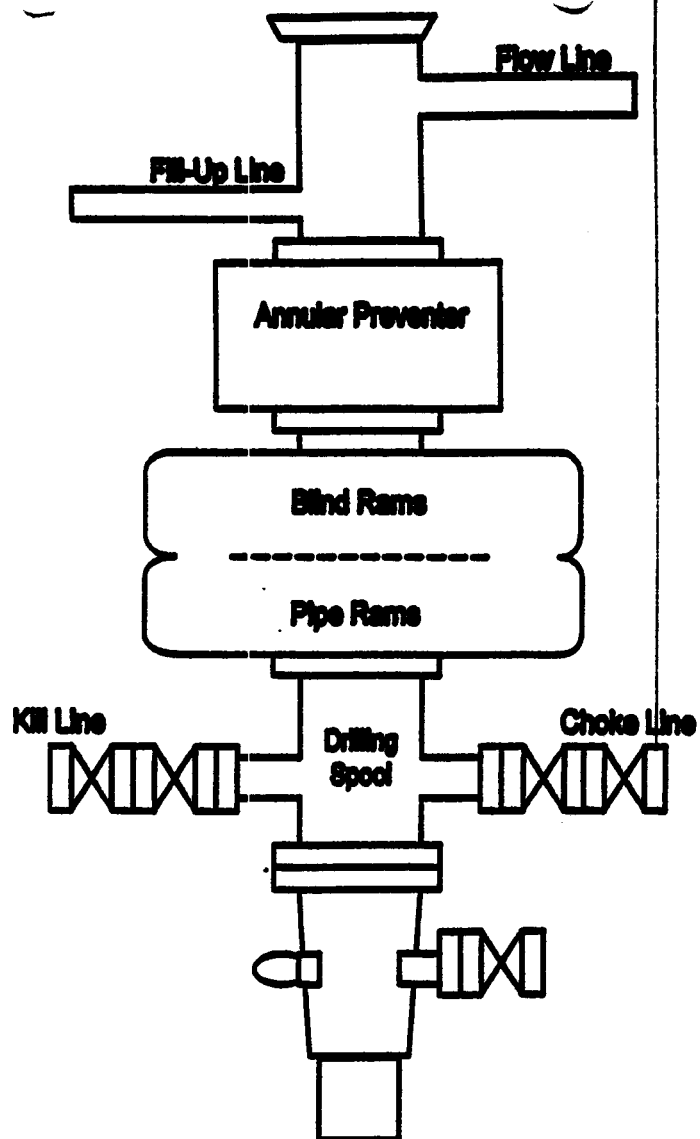 Flow Line
Fill-Up Line
Annular Preventer
Blind Rams
Pipe Rams
Kill Line
Choke Line
Drilling
Spool